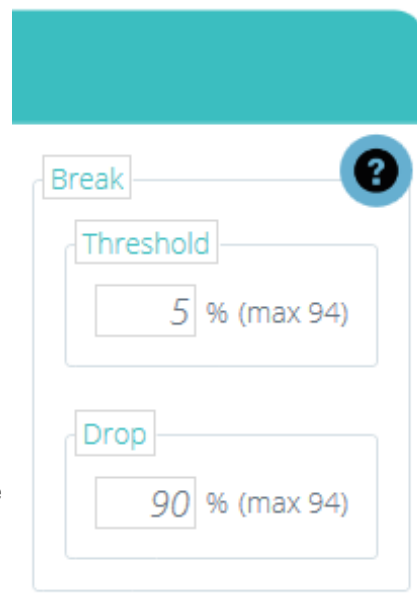 ?
Break
Threshold
5 % (max 94)
Drop
90 % (max 94)